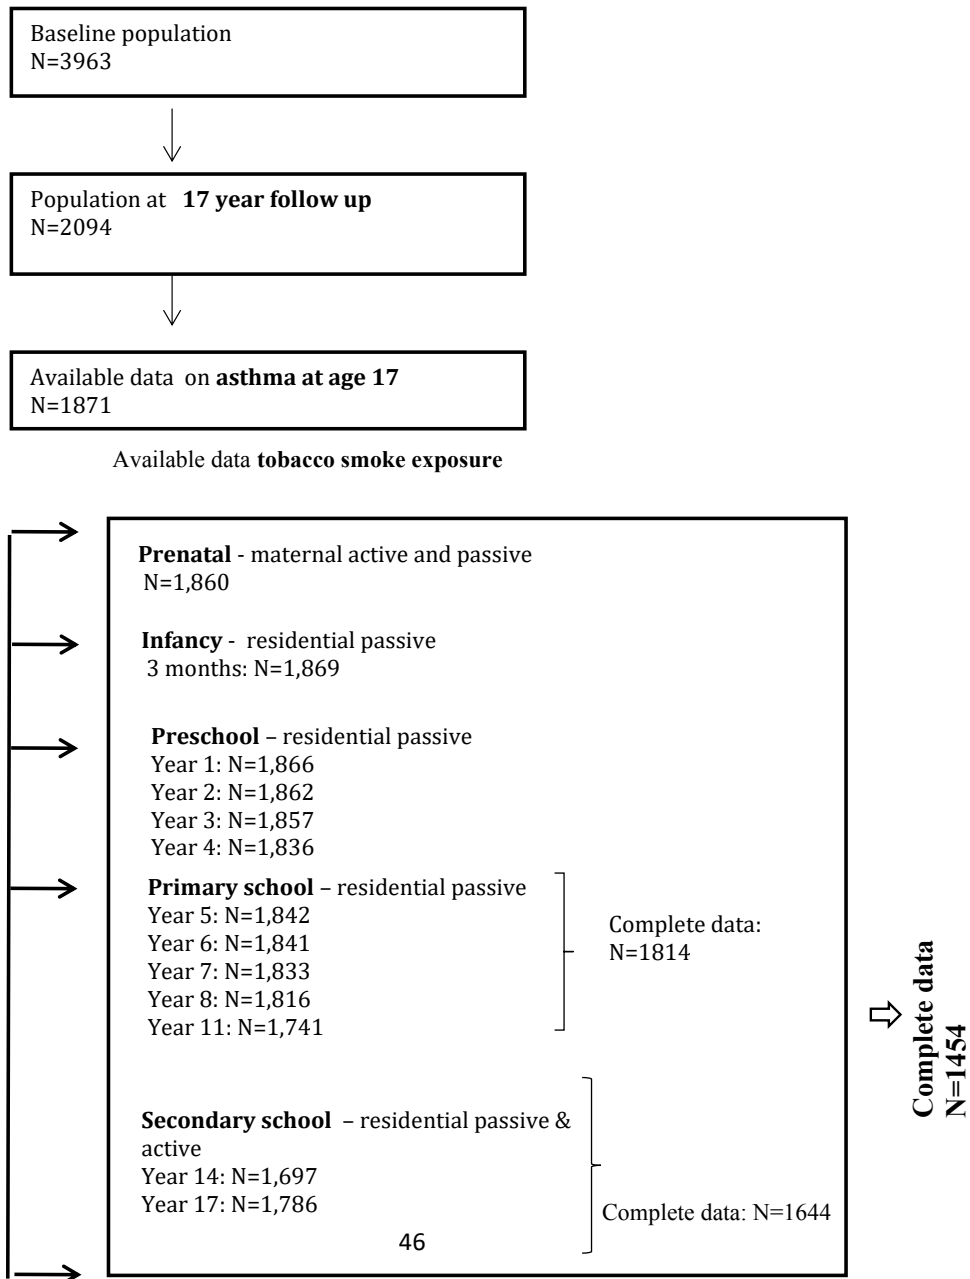 Baseline population
N=3963
Population at 17 year follow up
N=2094
Available data on asthma at age 17
N=1871
Available data tobacco smoke exposure
Prenatal - maternal active and passive
N=1,860
Infancy - residential passive
3 months: N=1,869
Preschool – residential passive
Year 1: N=1,866
Year 2: N=1,862
Year 3: N=1,857
Year 4: N=1,836
Primary school – residential passive
Year 5: N=1,842
Year 6: N=1,841
Year 7: N=1,833
Year 8: N=1,816
Year 11: N=1,741
Complete data:
N=1814
Secondary school – residential passive &
active
Year 14: N=1,697
Year 17: N=1,786
Complete data: N=1644
46
Complete data
N=1454